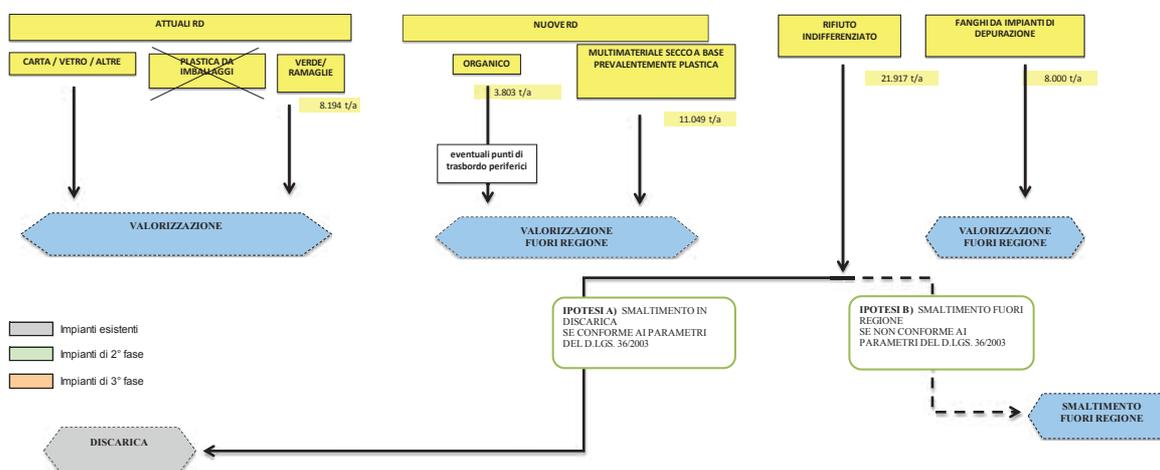 ATTUALI RD
NUOVE RD
RIFIUTO
INDIFFERENZIATO
FANGHI DA IMPIANTI DI
DEPURAZIONE
CARTA / VETRO / ALTRE
PLASTICA DA
IMBALLAGGI
VERDE/
RAMAGLIE
ORGANICO
MULTIMATERIALE SECCO A BASE
PREVALENTEMENTE PLASTICA
8.194 t/a
3.803 t/a
11.049 t/a
21.917 t/a
8.000 t/a
eventuali punti di
trasbordo periferici
VALORIZZAZIONE
VALORIZZAZIONE
FUORI REGIONE
VALORIZZAZIONE
FUORI REGIONE
IPOTESI A) SMALTIMENTO IN
DISCARICA
SE CONFORME AI PARAMETRI
DEL D.LGS. 36/2003
IPOTESI B) SMALTIMENTO FUORI
REGIONE
SE NON CONFORME AI
PARAMETRI DEL D.LGS. 36/2003
Impianti esistenti
Impianti di 2° fase
Impianti di 3° fase
SMALTIMENTO
FUORI REGIONE
DISCARICA